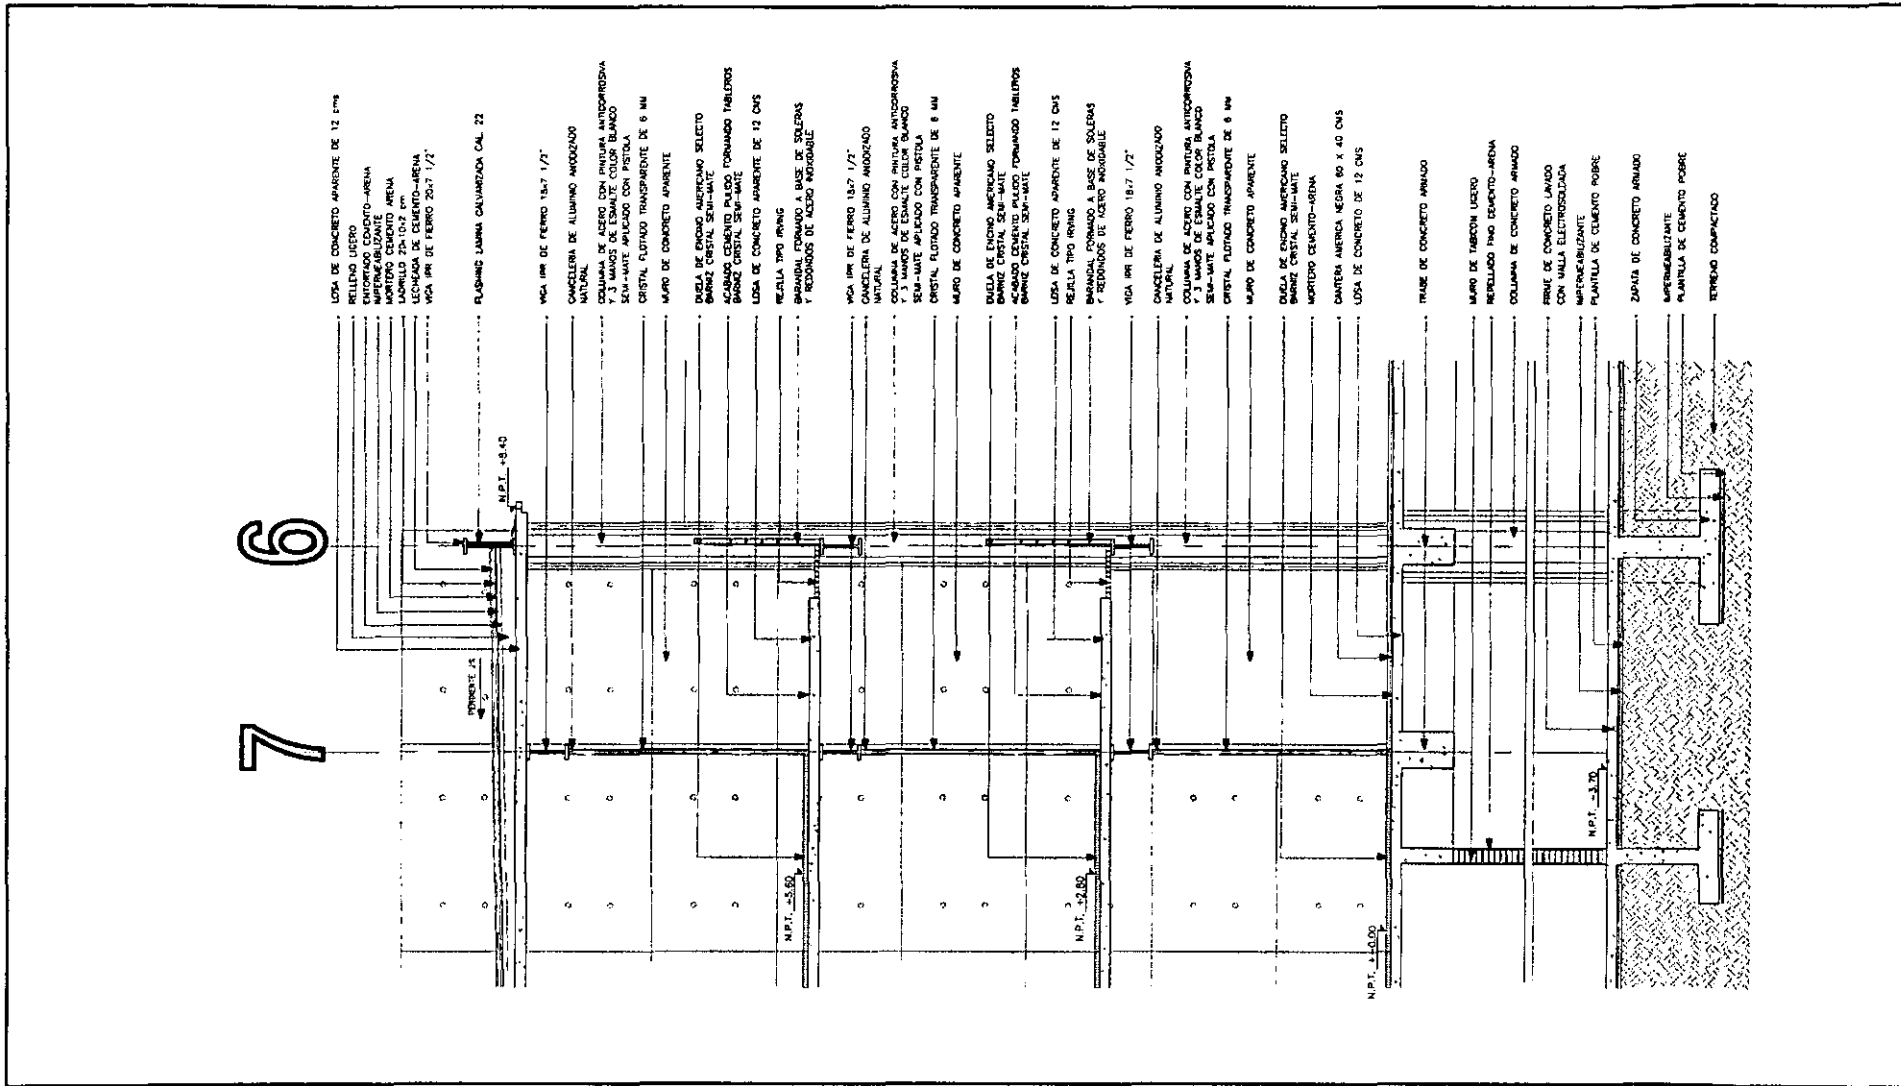 6
7
LOSA DE CONCRETO APARENTE DE 12 cms
RELLENO LIGERO
ENTORTADO CEMENTO-ARENA
IMPERMEABILIZANTE
MORTERO CEMENTO ARENA
LADRILLO 20x10x2 cm
LECHEADA DE CEMENTO-ARENA
VIGA IPR DE FIERRO 20x7 1/2"
FLASHING LAMINA GALVANIZADA CAL. 22
VIGA IPR DE FIERRO 18x7 1/2"
CANCELERIA DE ALUMINIO ANODIZADO
NATURAL
COLUMNA DE ACERO CON PINTURA ANTICORROSIVA
Y 3 MANOS DE ESMALTE COLOR BLANCO
SEMI-MATE APLICADO CON PISTOLA
CRISTAL FLOTADO TRANSPARENTE DE 6 MM
MURO DE CONCRETO APARENTE
DUELA DE ENCINO AMERICANO SELECTO
BARNIZ CRISTAL SEMI-MATE
ACABADO CEMENTO PULIDO FORMANDO TABLEROS
BARNIZ CRISTAL SEMI-MATE
LOSA DE CONCRETO APARENTE DE 12 CMS
REJILLA TIPO IRVING
BARANDAL FORMADO A BASE DE SOLERAS
Y REDONDOS DE ACERO INOXIDABLE
VIGA IPR DE FIERRO 18x7 1/2"
CANCELERIA DE ALUMINIO ANODIZADO
NATURAL
COLUMNA DE ACERO CON PINTURA ANTICORROSIVA
Y 3 MANOS DE ESMALTE COLOR BLANCO
SEMI-MATE APLICADO CON PISTOLA
CRISTAL FLOTADO TRANSPARENTE DE 6 MM
MURO DE CONCRETO APARENTE
DUELA DE ENCINO AMERICANO SELECTO
BARNIZ CRISTAL SEMI-MATE
ACABADO CEMENTO PULIDO FORMANDO TABLEROS
BARNIZ CRISTAL SEMI-MATE
LOSA DE CONCRETO APARENTE DE 12 CMS
REJILLA TIPO IRVING
BARANDAL FORMADO A BASE DE SOLERAS
Y REDONDOS DE ACERO INOXIDABLE
VIGA IPR DE FIERRO 18x7 1/2"
CANCELERIA DE ALUMINIO ANODIZADO
NATURAL
COLUMNA DE ACERO CON PINTURA ANTICORROSIVA
Y 3 MANOS DE ESMALTE COLOR BLANCO
SEMI-MATE APLICADO CON PISTOLA
CRISTAL FLOTADO TRANSPARENTE DE 6 MM
MURO DE CONCRETO APARENTE
DUELA DE ENCINO AMERICANO SELECTO
BARNIZ CRISTAL SEMI-MATE
MORTERO CEMENTO-ARENA
CANTERA AMERICA NEGRA 60 X 40 CMS
LOSA DE CONCRETO DE 12 CMS
TRABE DE CONCRETO ARMADO
MURO DE TABICON LIGERO
REPELLADO FINO CEMENTO-ARENA
COLUMNA DE CONCRETO ARMADO
FIRME DE CONCRETO LAVADO
CON MALLA ELECTROSOLDADA
IMPERMEABILIZANTE
PLANTILLA DE CEMENTO POBRE
ZAPATA DE CONCRETO ARMADO
IMPERMEABILIZANTE
PLANTILLA DE CEMENTO POBRE
TERRENO COMPACTADO
N.P.T. +8.40
PENDIENTE 2%
N.P.T. +5.60
N.P.T. +2.80
N.P.T. +-0.00
N.P.T. -3.70